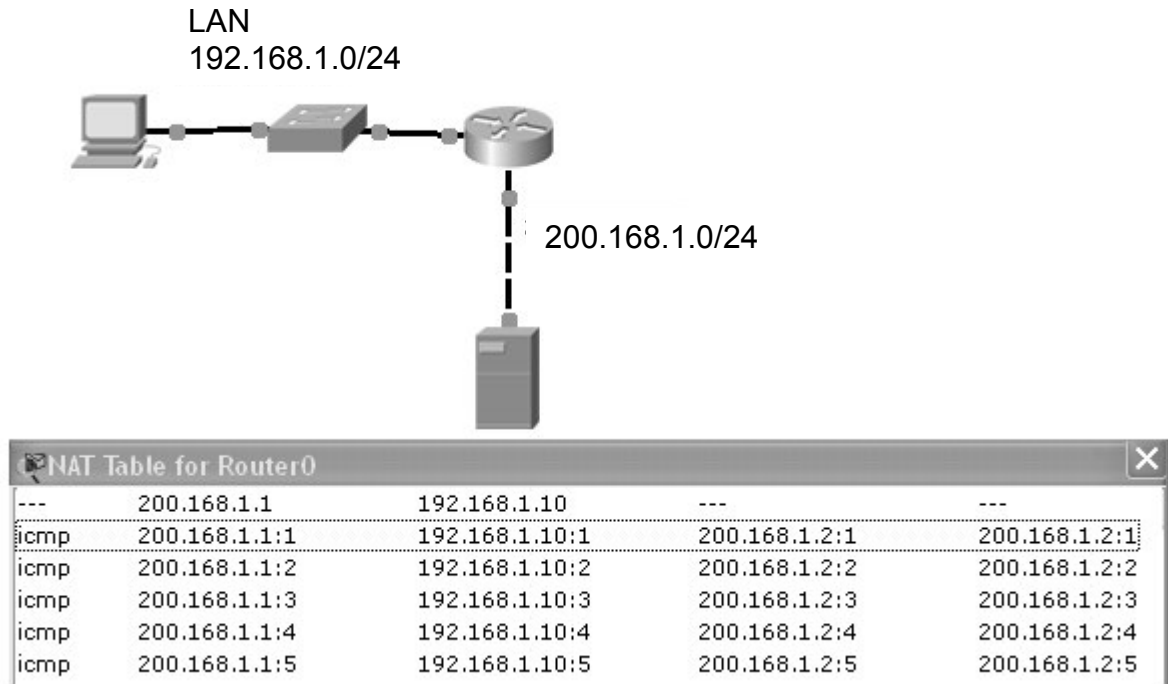 LAN
192.168.1.0/24
200.168.1.0/24
NAT Table for Router0
--- 200.168.1.1 192.168.1.10 --- ---
icmp 200.168.1.1:1 192.168.1.10:1 200.168.1.2:1 200.168.1.2:1
icmp 200.168.1.1:2 192.168.1.10:2 200.168.1.2:2 200.168.1.2:2
icmp 200.168.1.1:3 192.168.1.10:3 200.168.1.2:3 200.168.1.2:3
icmp 200.168.1.1:4 192.168.1.10:4 200.168.1.2:4 200.168.1.2:4
icmp 200.168.1.1:5 192.168.1.10:5 200.168.1.2:5 200.168.1.2:5